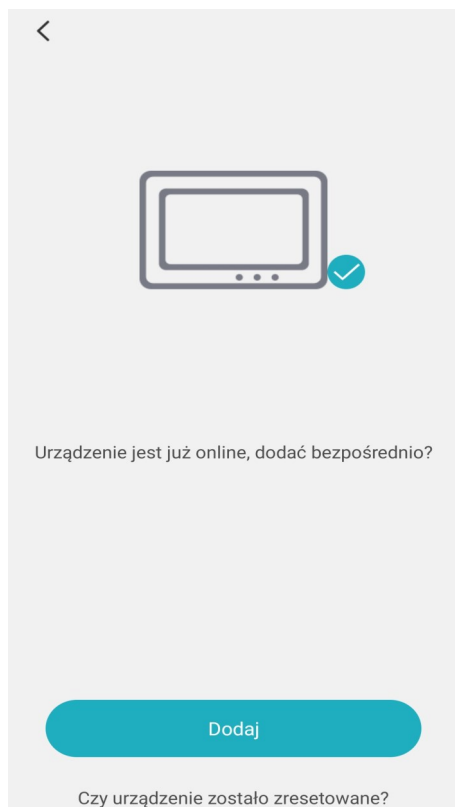 Urządzenie jest już online, dodać bezpośrednio?
Dodaj
Czy urządzenie zostało zresetowane?